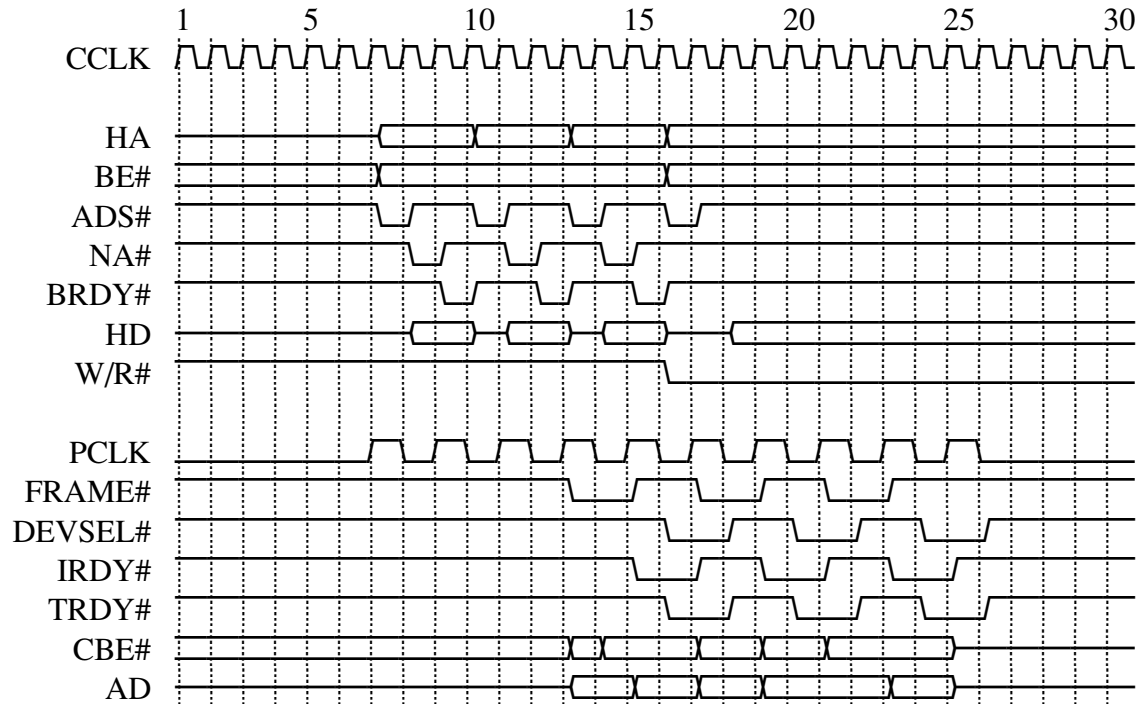 1 5 10 15 20 25 30
CCLK
HA
BE#
ADS#
NA#
BRDY#
HD
W/R#
PCLK
FRAME#
DEVSEL#
IRDY#
TRDY#
CBE#
AD